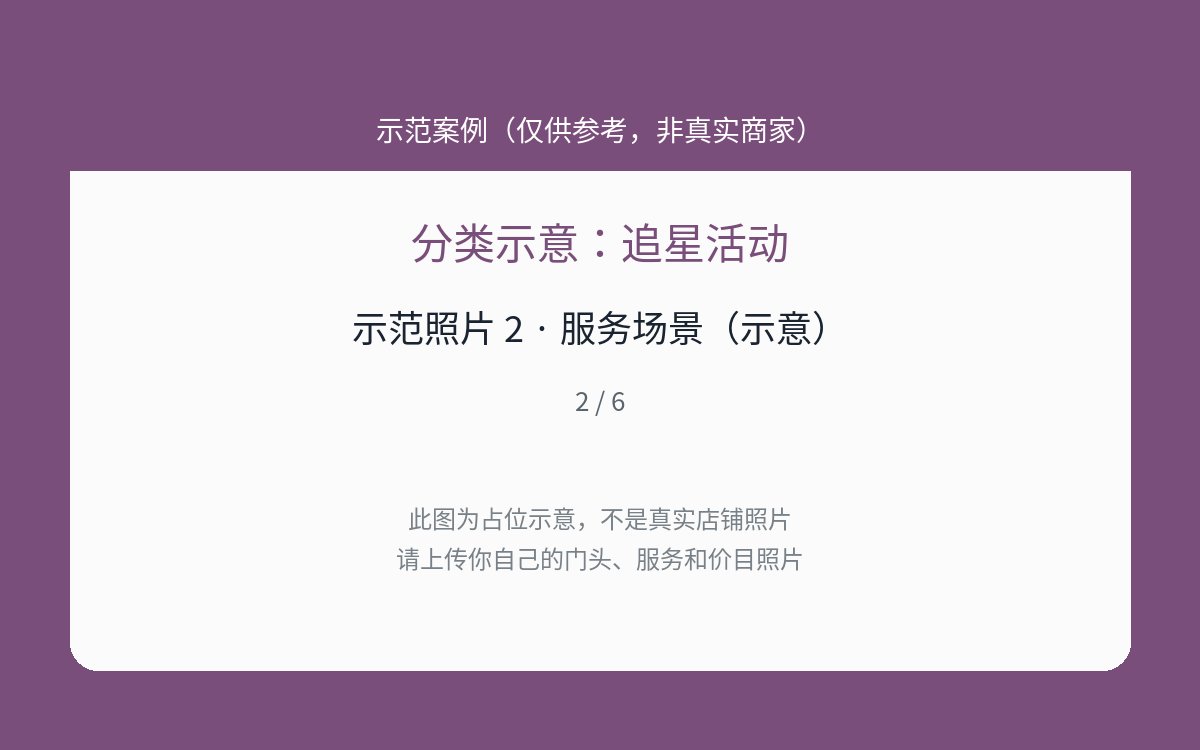 示范案例（仅供参考，非真实商家）
分类示意：追星活动
示范照片 2 · 服务场景（示意）
2 / 6
此图为占位示意，不是真实店铺照片
请上传你自己的门头、服务和价目照片